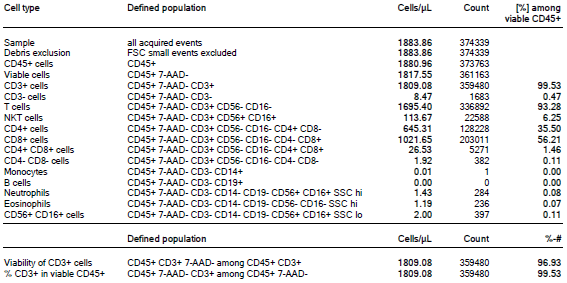 Cell type Defined population Cells/µL Count [%] among
viable CD45+
Sample all acquired events 1883.86 374339
Debris exclusion FSC small events excluded 1883.86 374339
CD45+ cells CD45+ 1880.96 373763
Viable cells CD45+ 7-AAD- 1817.55 361163
CD3+ cells CD45+ 7-AAD- CD3+ 1809.08 359480 99.53
CD3- cells CD45+ 7-AAD- CD3- 8.47 1683 0.47
T cells CD45+ 7-AAD- CD3+ CD56- CD16- 1695.40 336892 93.28
NKT cells CD45+ 7-AAD- CD3+ CD56+ CD16+ 113.67 22588 6.25
CD4+ cells CD45+ 7-AAD- CD3+ CD56- CD16- CD4+ CD8- 645.31 128228 35.50
CD8+ cells CD45+ 7-AAD- CD3+ CD56- CD16- CD4- CD8+ 1021.65 203011 56.21
CD4+ CD8+ cells CD45+ 7-AAD- CD3+ CD56- CD16- CD4+ CD8+ 26.53 5271 1.46
CD4- CD8- cells CD45+ 7-AAD- CD3+ CD56- CD16- CD4- CD8- 1.92 382 0.11
Monocytes CD45+ 7-AAD- CD3- CD14+ 0.01 1 0.00
B cells CD45+ 7-AAD- CD3- CD19+ 0.00 0 0.00
Neutrophils CD45+ 7-AAD- CD3- CD14- CD19- CD56+ CD16+ SSC hi 1.43 284 0.08
Eosinophils CD45+ 7-AAD- CD3- CD14- CD19- CD56- CD16- SSC hi 1.19 236 0.07
CD56+ CD16+ cells CD45+ 7-AAD- CD3- CD14- CD19- CD56+ CD16+ SSC lo 2.00 397 0.11
Defined population Cells/µL Count %-#
Viability of CD3+ cells CD45+ CD3+ 7-AAD- among CD45+ CD3+ 1809.08 359480 96.93
% CD3+ in viable CD45+ CD45+ 7-AAD- CD3+ among CD45+ 7-AAD- 1809.08 359480 99.53